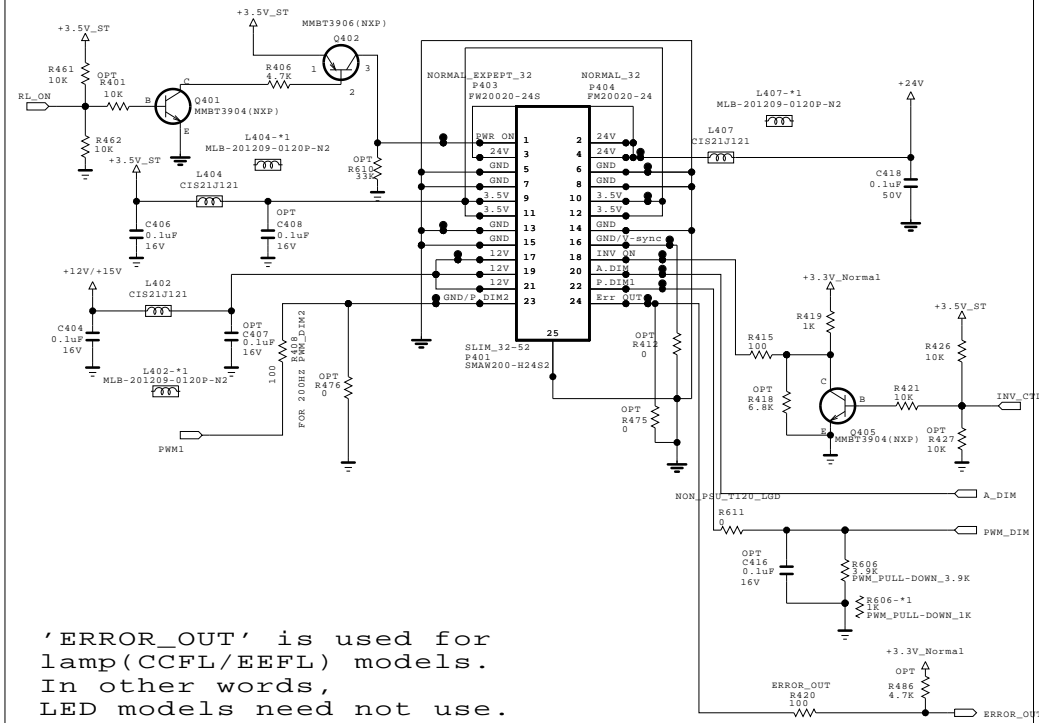 +3.5V_ST
MMBT3906(NXP)
Q402
+3.5V_ST
1
3
2
R461
10K
OPT
R401
10K
RL_ON
R406
4.7K
C
B
E
Q401
MMBT3904(NXP)
R462
10K
L404-*1
MLB-201209-0120P-N2
+3.5V_ST
L404
CIS21J121
C406
0.1uF
16V
OPT
C408
0.1uF
16V
OPT
R610
33K
+12V/+15V
L402
CIS21J121
C404
0.1uF
16V
OPT
C407
0.1uF
16V
L402-*1
MLB-201209-0120P-N2
100
R408
FOR 200HZ PWM_DIM2
OPT
R476
0
PWM1
NORMAL_EXPEPT_32
P403
FW20020-24S
NORMAL_32
P404
FM20020-24
PWR ON 1 2 24V
24V 3 4 24V
GND 5 6 GND
GND 7 8 GND
3.5V 9 10 3.5V
3.5V 11 12 3.5V
GND 13 14 GND
GND 15 16 GND/V-sync
12V 17 18 INV ON
12V 19 20 A.DIM
12V 21 22 P.DIM1
GND/P.DIM2 23 24 Err OUT
25
SLIM_32-52
P401
SMAW200-H24S2
L407-*1
MLB-201209-0120P-N2
+24V
L407
CIS21J121
C418
0.1uF
50V
OPT
R412
0
OPT
R475
0
+3.3V_Normal
R419
1K
R415
100
OPT
R418
6.8K
C
B
E
Q405
MMBT3904(NXP)
+3.5V_ST
R426
10K
R421
10K
INV_CTL
OPT
R427
10K
A_DIM
NON_PSU_T120_LGD
R611
0
PWM_DIM
OPT
C416
0.1uF
16V
R606
3.9K
PWM_PULL-DOWN_3.9K
R606-*1
1K
PWM_PULL-DOWN_1K
+3.3V_Normal
OPT
R486
4.7K
ERROR_OUT
R420
100
ERROR_OUT
'ERROR_OUT' is used for
lamp(CCFL/EEFL) models.
In other words,
LED models need not use.